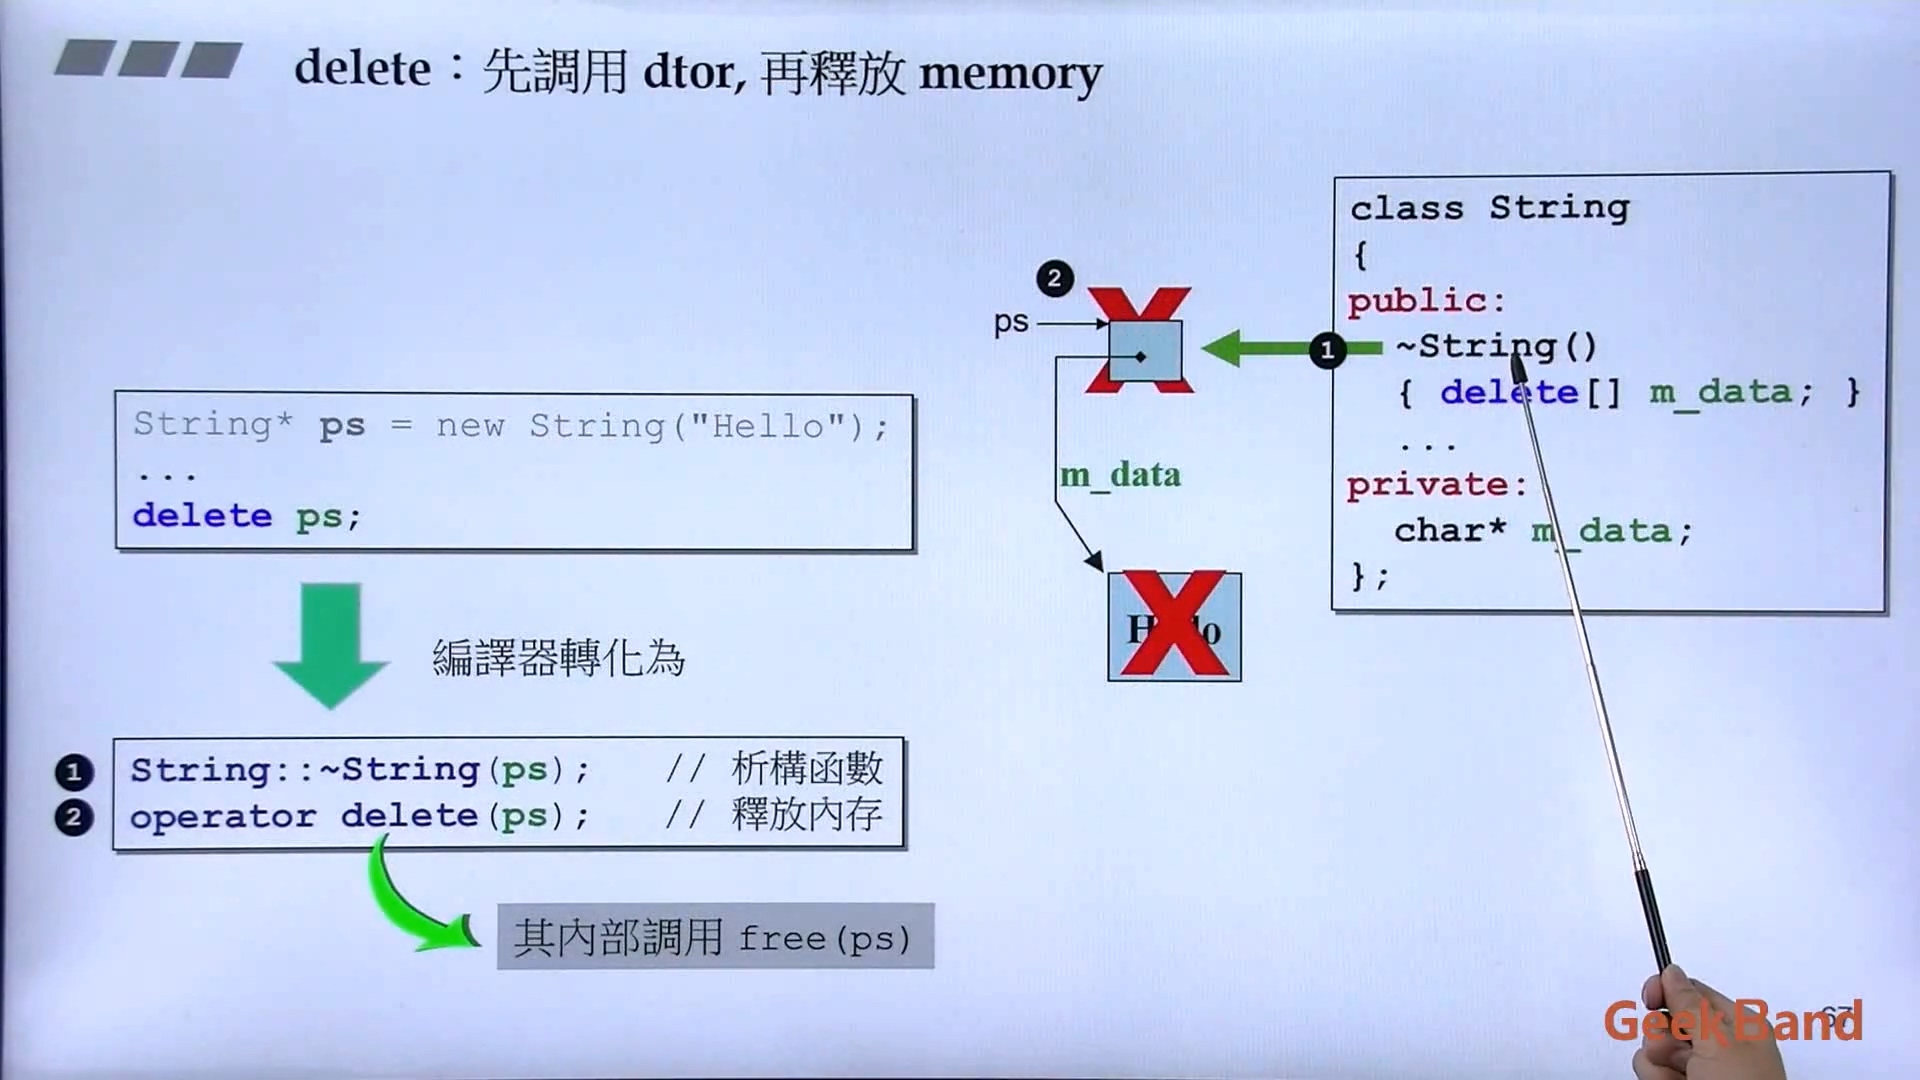 delete：先調用 dtor, 再釋放 memory
String* ps = new String("Hello");
...
delete ps;
編譯器轉化為
1 String::~String(ps); // 析構函數
2 operator delete(ps); // 釋放內存
其內部調用 free(ps)
2
ps
m_data
1
class String
{
public:
~String()
{ delete[] m_data; }
...
private:
char* m_data;
};
GeekBand